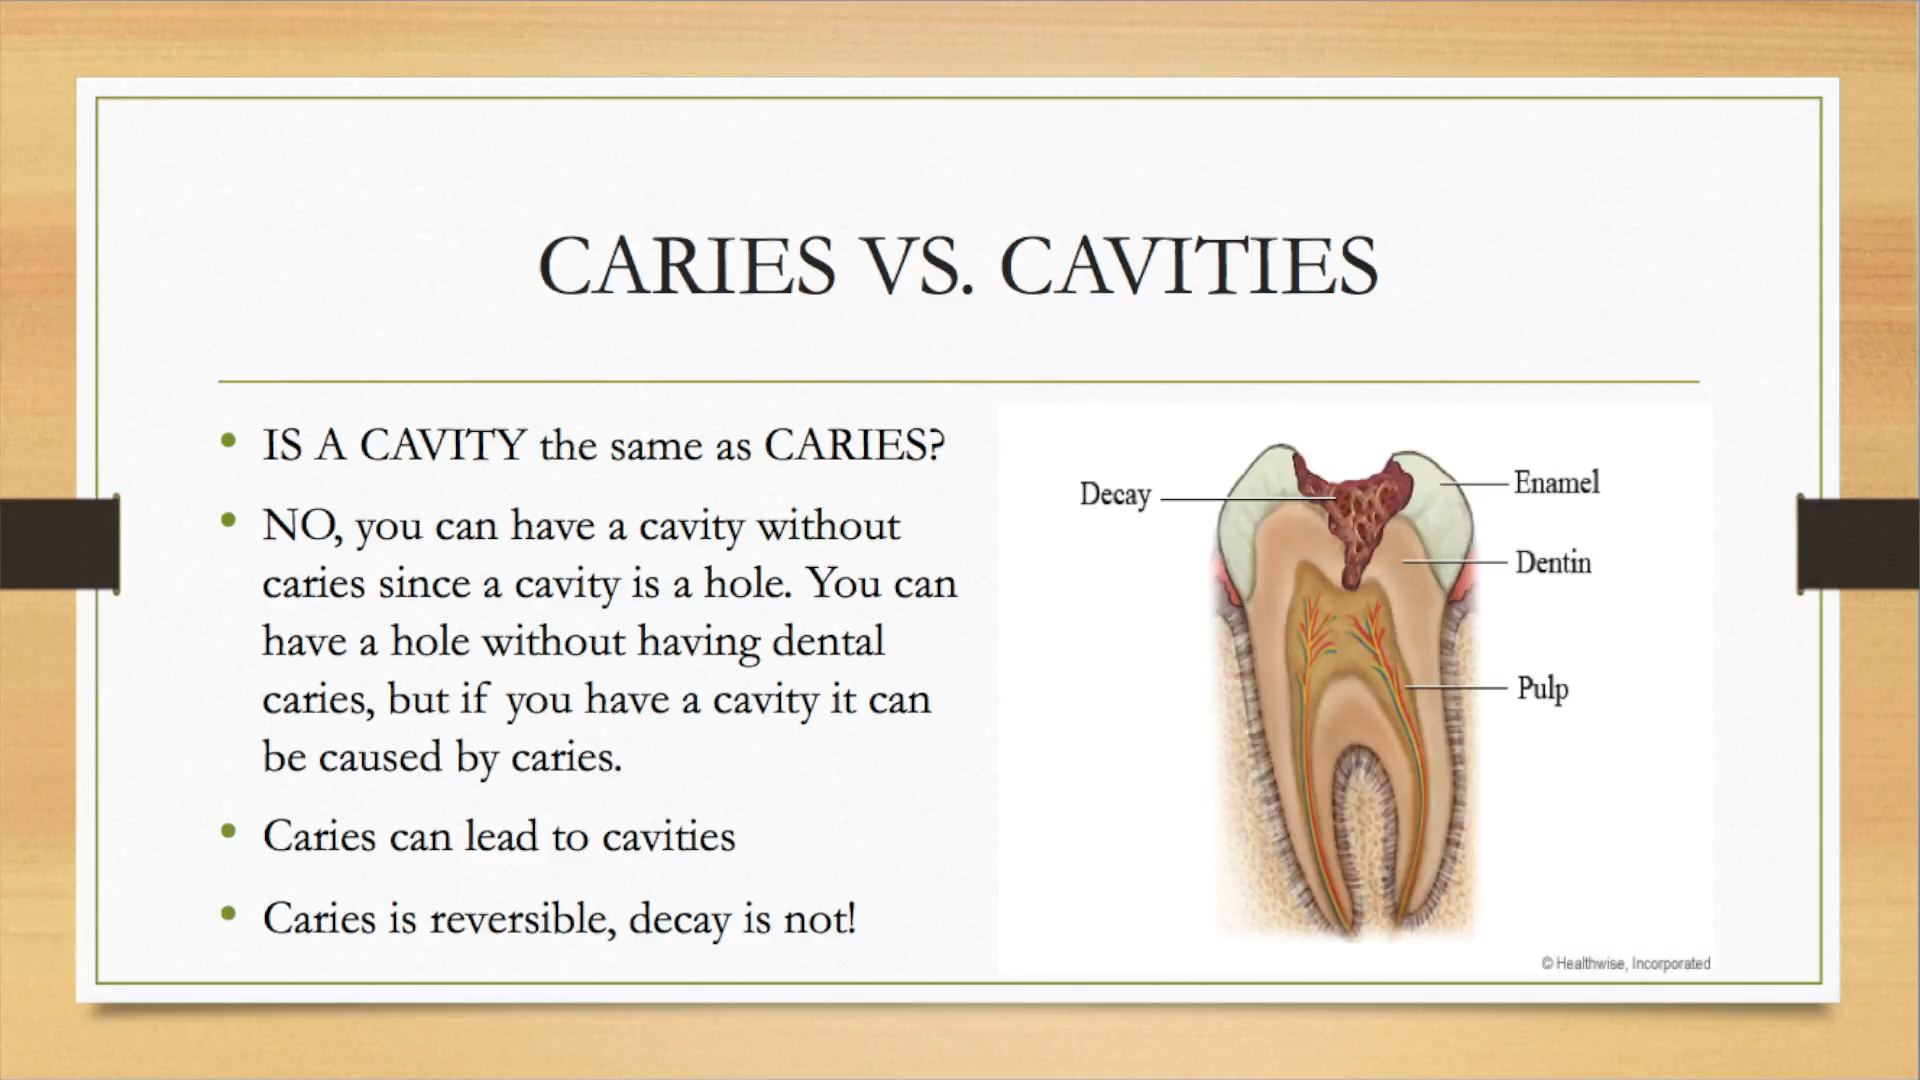 CARIES VS. CAVITIES
• IS A CAVITY the same as CARIES?
• NO, you can have a cavity without
caries since a cavity is a hole. You can
have a hole without having dental
caries, but if you have a cavity it can
be caused by caries.
• Caries can lead to cavities
• Caries is reversible, decay is not!
Decay
Enamel
Dentin
Pulp
© Healthwise, Incorporated